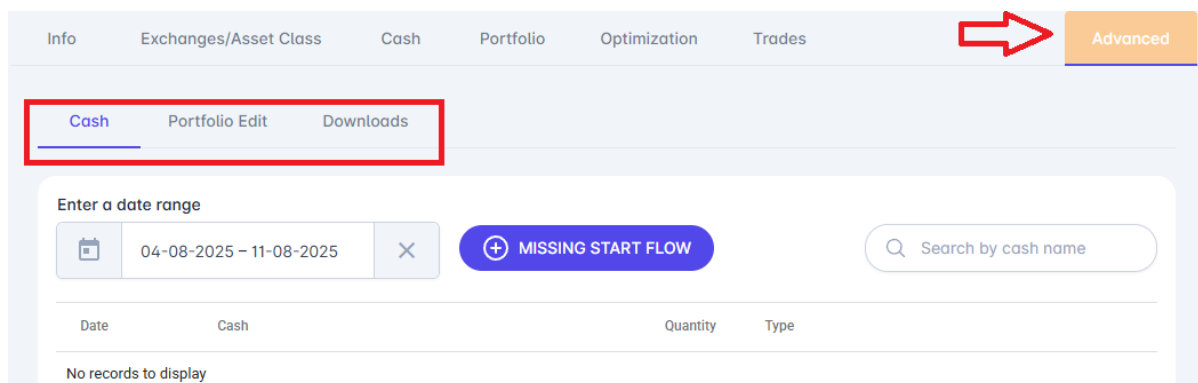 Info Exchanges/Asset Class Cash Portfolio Optimization Trades Advanced
Cash Portfolio Edit Downloads
Enter a date range
04-08-2025 – 11-08-2025 MISSING START FLOW Search by cash name
Date Cash Quantity Type
No records to display